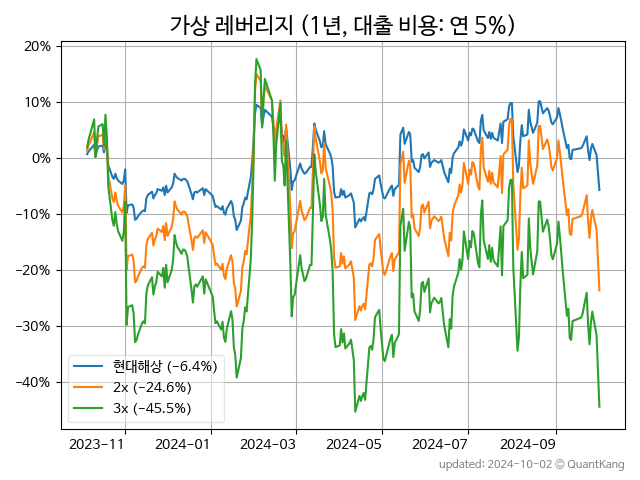 가상 레버리지 (1년, 대출 비용: 연 5%)
20%
10%
0%
−10%
−20%
−30%
−40%
현대해상 (−6.4%)
2x (−24.6%)
3x (−45.5%)
2023-11
2024-01
2024-03
2024-05
2024-07
2024-09
updated: 2024-10-02 © QuantKang